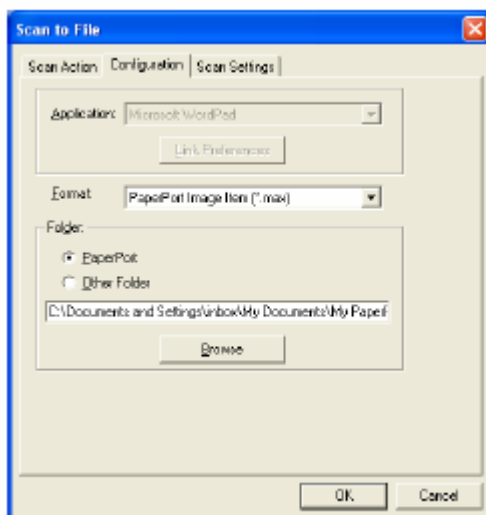 Scan to File
Scan Action Configuration Scan Settings
Application: Microsoft WordPad
Link Preferences
Format PaperPort Image Item (*.max)
Folder:
PaperPort
Other Folder
C:\Documents and Settings\inbox\My Documents\My PaperF
Browse
OK Cancel